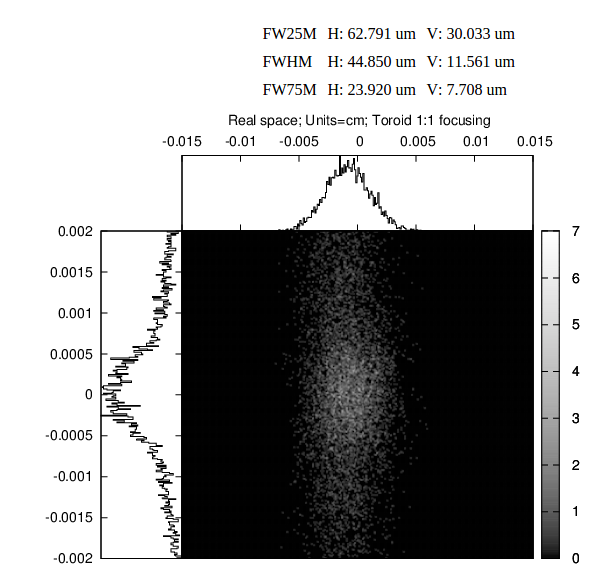 FW25M H: 62.791 um V: 30.033 um
FWHM H: 44.850 um V: 11.561 um
FW75M H: 23.920 um V: 7.708 um
Real space; Units=cm; Toroid 1:1 focusing
-0.015 -0.01 -0.005 0 0.005 0.01 0.015
0.002 7
6
0.0015
0.001 5
0.0005 4
0
3
-0.0005
2
-0.001
-0.0015 1
-0.002 0